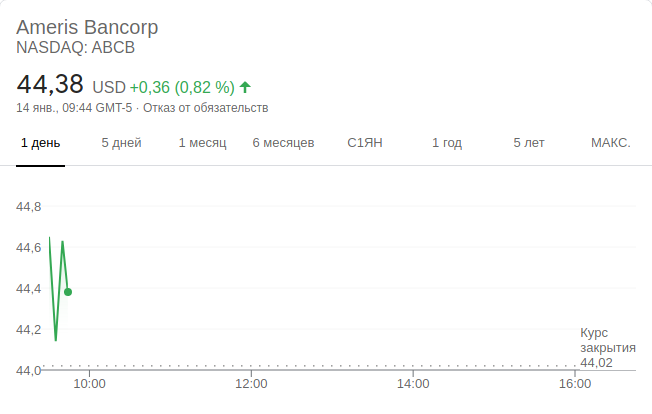 Ameris Bancorp
NASDAQ: ABCB
44,38 USD +0,36 (0,82 %)
14 янв., 09:44 GMT-5 · Отказ от обязательств
1 день 5 дней 1 месяц 6 месяцев С1ЯН 1 год 5 лет МАКС.
44,8
44,6
44,4
44,2
44,0
Курс
закрытия
44,02
10:00 12:00 14:00 16:00